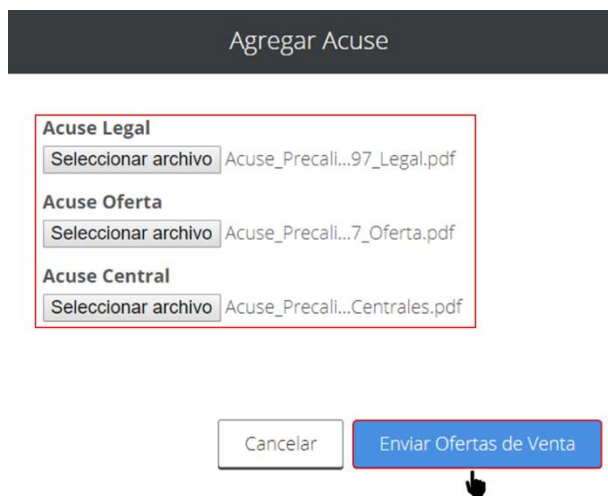 Agregar Acuse
Acuse Legal
Seleccionar archivo Acuse_Precali...97_Legal.pdf
Acuse Oferta
Seleccionar archivo Acuse_Precali...7_Oferta.pdf
Acuse Central
Seleccionar archivo Acuse_Precali...Centrales.pdf
Cancelar Enviar Ofertas de Venta